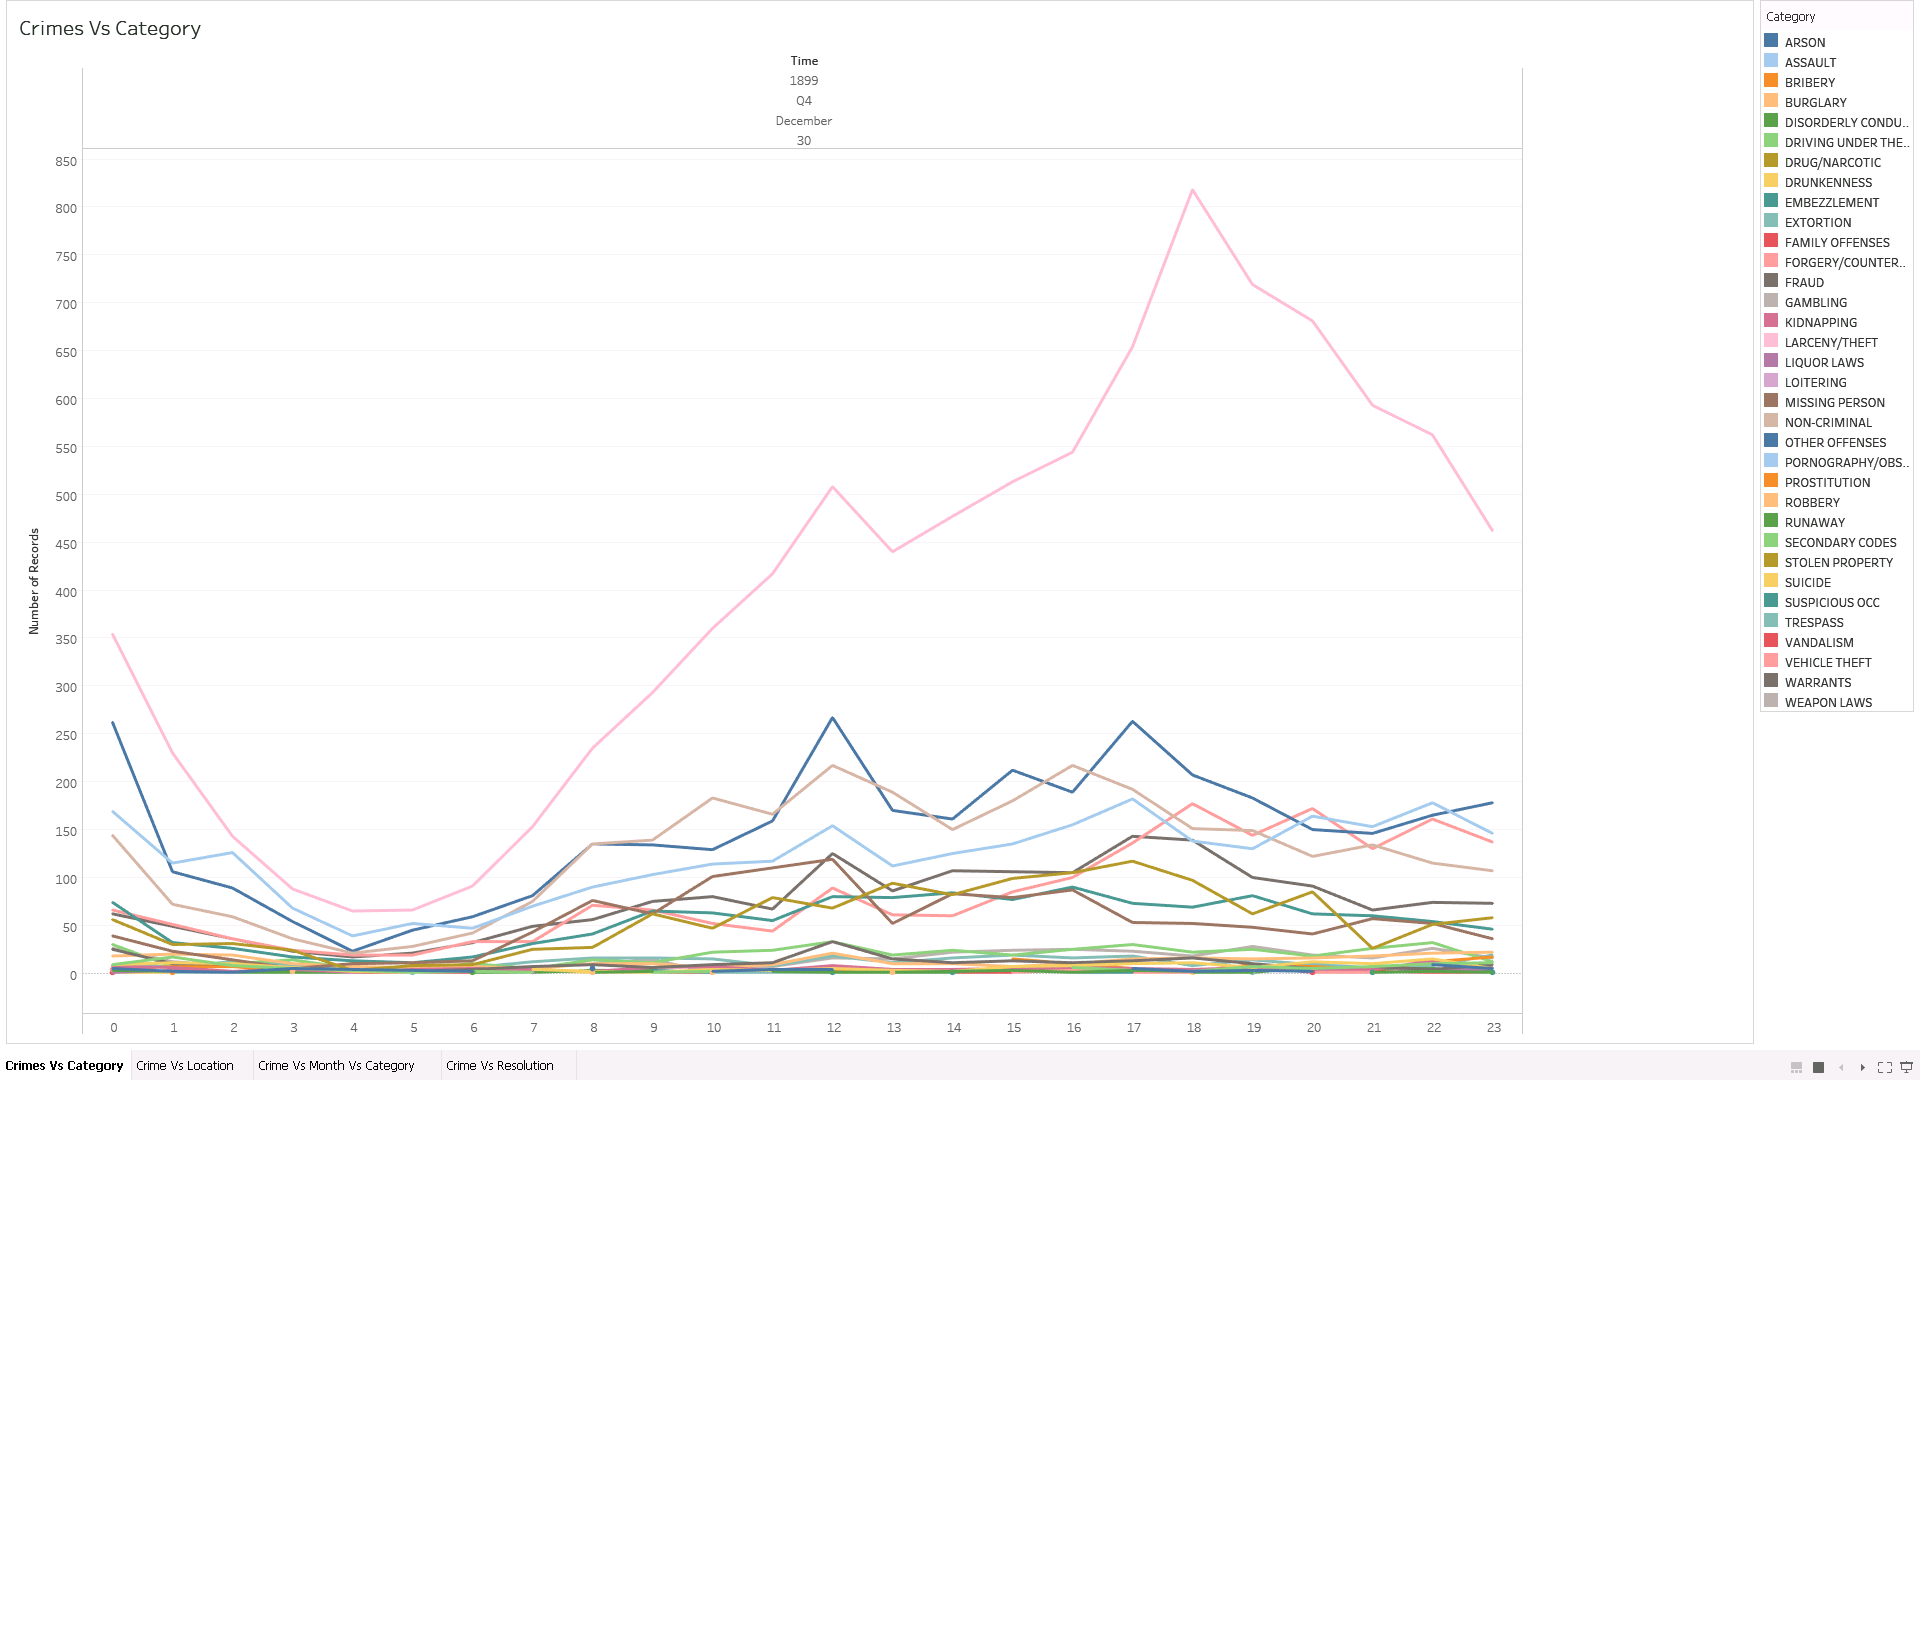 Crimes Vs Category
Time
1899
Q4
December
30
850
800
750
700
650
600
550
500
450
400
350
300
250
200
150
100
50
0
Number of Records
0 1 2 3 4 5 6 7 8 9 10 11 12 13 14 15 16 17 18 19 20 21 22 23
Category
ARSON
ASSAULT
BRIBERY
BURGLARY
DISORDERLY CONDU..
DRIVING UNDER THE..
DRUG/NARCOTIC
DRUNKENNESS
EMBEZZLEMENT
EXTORTION
FAMILY OFFENSES
FORGERY/COUNTER..
FRAUD
GAMBLING
KIDNAPPING
LARCENY/THEFT
LIQUOR LAWS
LOITERING
MISSING PERSON
NON-CRIMINAL
OTHER OFFENSES
PORNOGRAPHY/OBS..
PROSTITUTION
ROBBERY
RUNAWAY
SECONDARY CODES
STOLEN PROPERTY
SUICIDE
SUSPICIOUS OCC
TRESPASS
VANDALISM
VEHICLE THEFT
WARRANTS
WEAPON LAWS
Crimes Vs Category Crime Vs Location Crime Vs Month Vs Category Crime Vs Resolution